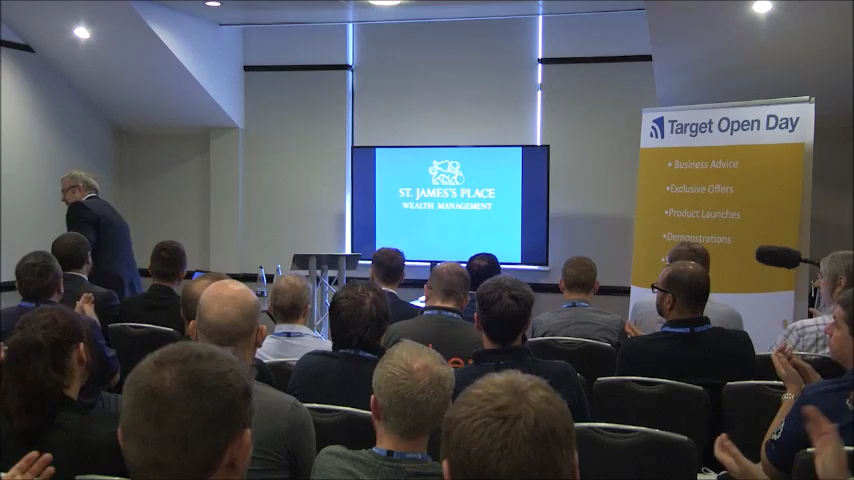 ST. JAMES'S PLACE
WEALTH MANAGEMENT
Target Open Day
• Business Advice
•Exclusive Offers
•Product Launches
•Demonstrations